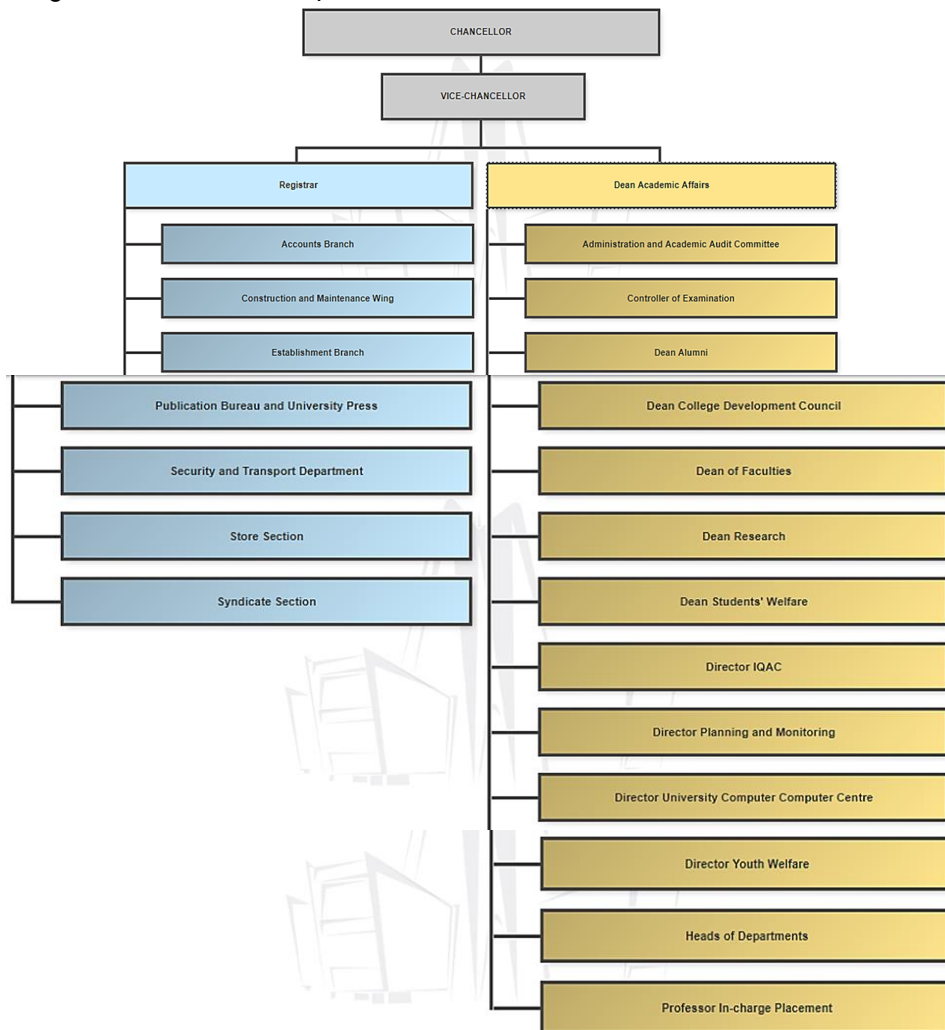 CHANCELLOR
VICE-CHANCELLOR
Registrar
Dean Academic Affairs
Accounts Branch
Administration and Academic Audit Committee
Construction and Maintenance Wing
Controller of Examination
Establishment Branch
Dean Alumni
Publication Bureau and University Press
Dean College Development Council
Security and Transport Department
Dean of Faculties
Store Section
Dean Research
Syndicate Section
Dean Students' Welfare
Director IQAC
Director Planning and Monitoring
Director University Computer Computer Centre
Director Youth Welfare
Heads of Departments
Professor In-charge Placement